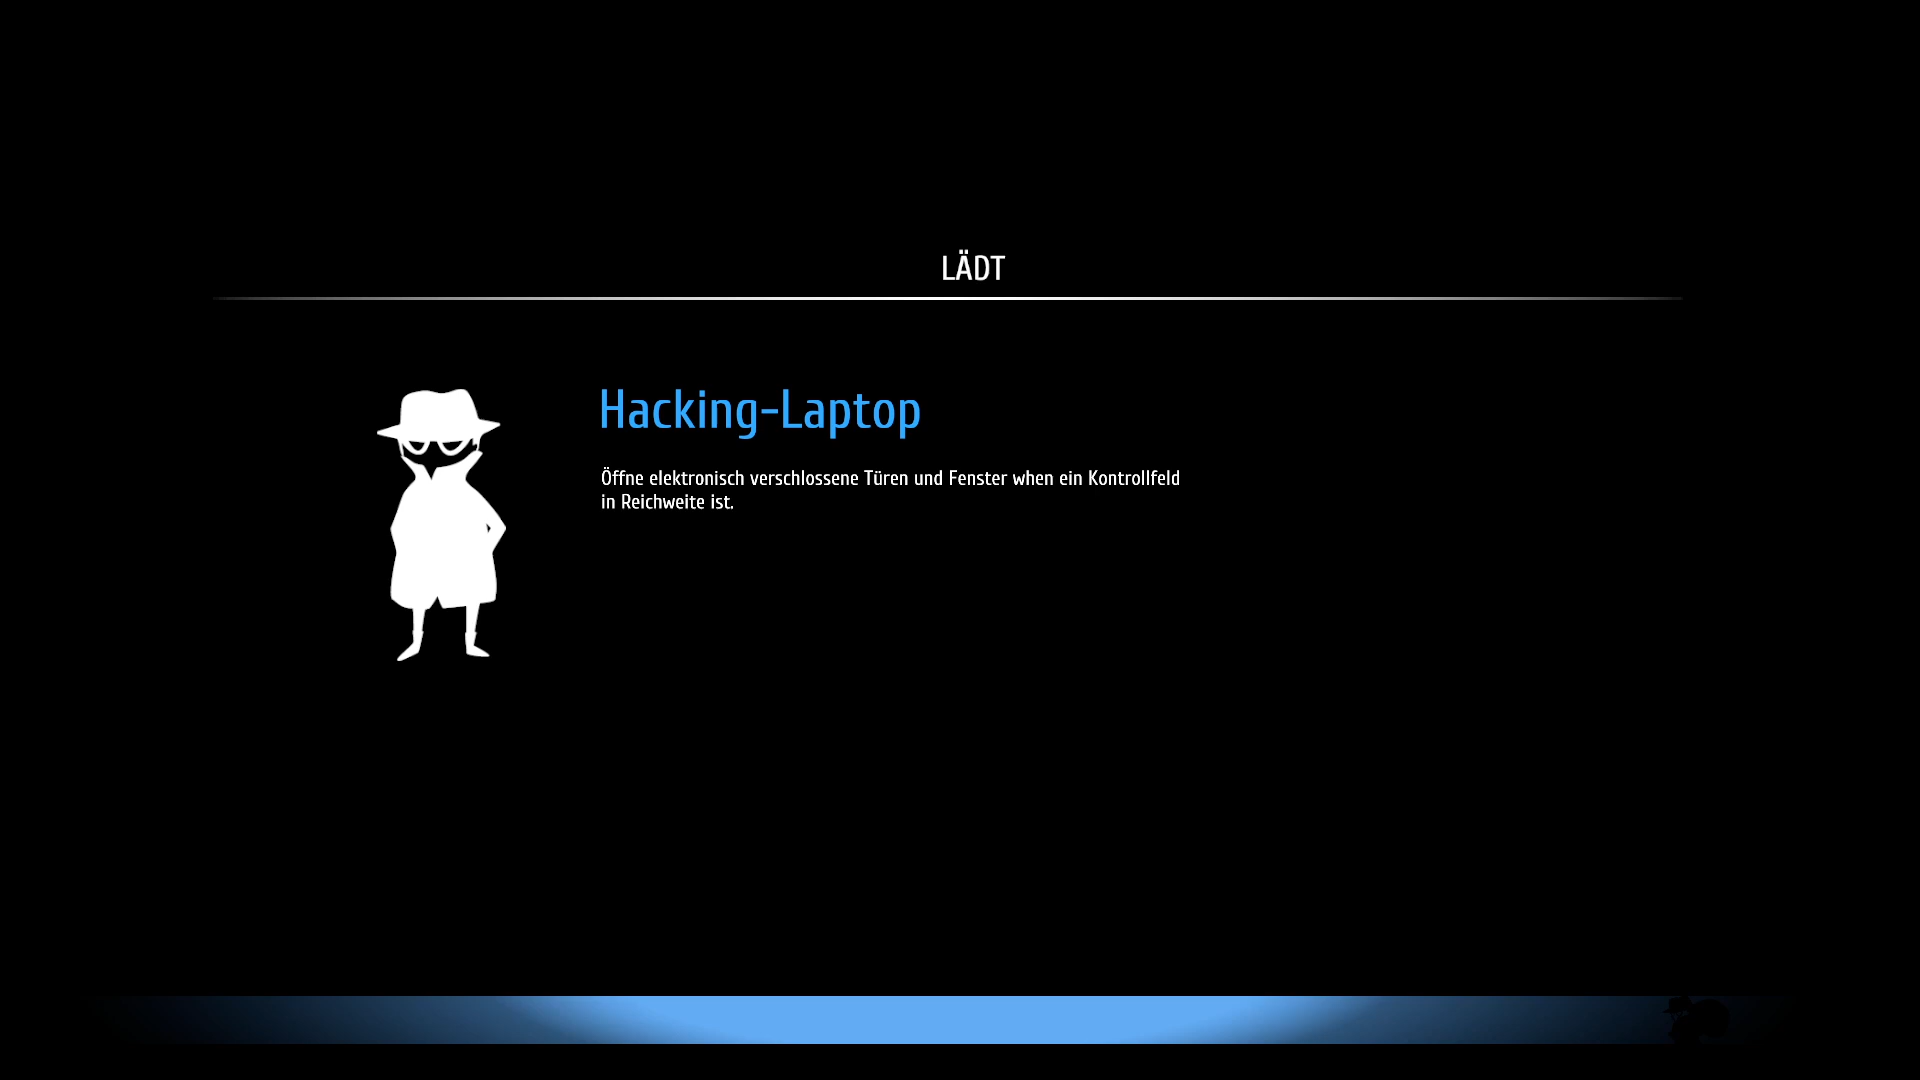 LÄDT
Hacking-Laptop
Öffne elektronisch verschlossene Türen und Fenster when ein Kontrollfeld
in Reichweite ist.